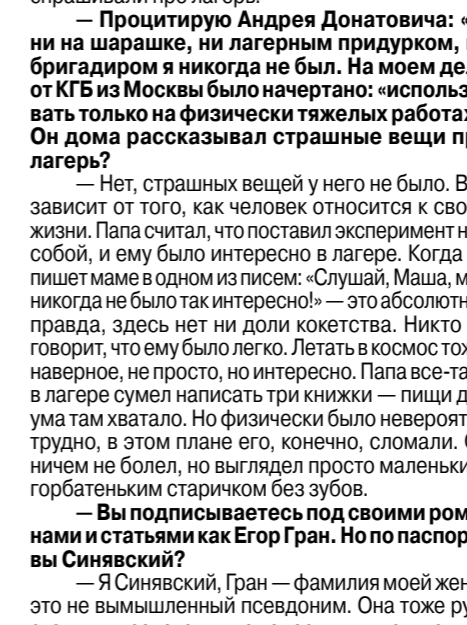 — Процитирую Андрея Донатовича: «
ни на шарашке, ни лагерным придурком,
бригадиром я никогда не был. На моем де
от КГБ из Москвы было начертано: «использ
вать только на физически тяжелых работах
Он дома рассказывал страшные вещи п
лагерь?
— Нет, страшных вещей у него не было. В
зависит от того, как человек относится к сво
жизни. Папа считал, что поставил эксперимент н
собой, и ему было интересно в лагере. Когда
пишет маме в одном из писем: «Слушай, Маша, м
никогда не было так интересно!» — это абсолютн
правда, здесь нет ни доли кокетства. Никто
говорит, что ему было легко. Летать в космос тож
наверное, не просто, но интересно. Папа все-та
в лагере сумел написать три книжки — пищи д
ума там хватало. Но физически было невероят
трудно, в этом плане его, конечно, сломали.
ничем не болел, но выглядел просто маленьки
горбатеньким старичком без зубов.
— Вы подписываетесь под своими ром
нами и статьями как Егор Гран. Но по паспор
вы Синявский?
— Я Синявский, Гран — фамилия моей жен
это не вымышленный псевдоним. Она тоже ру